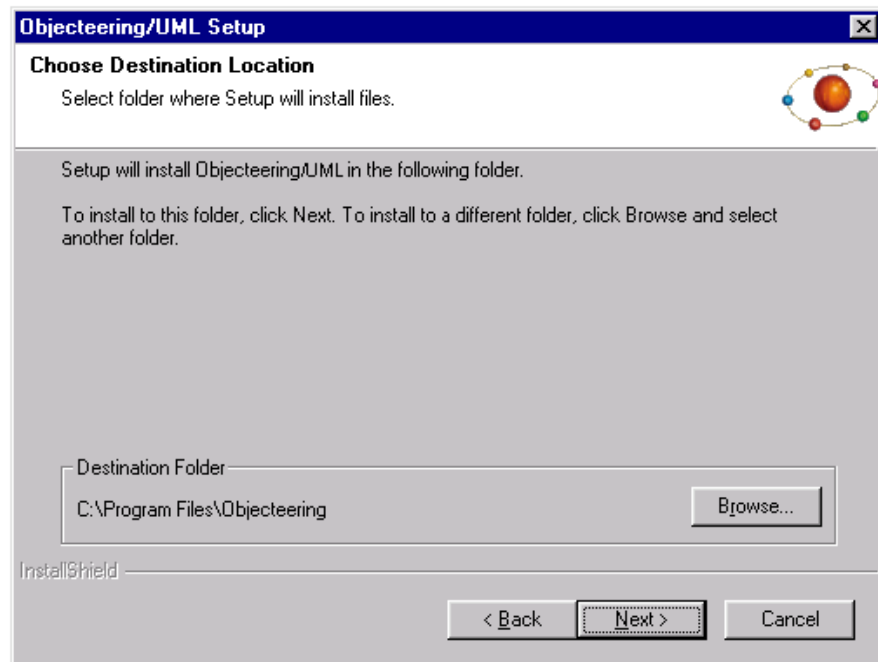 Objecteering/UML Setup
Choose Destination Location
Select folder where Setup will install files.
Setup will install Objecteering/UML in the following folder.
To install to this folder, click Next. To install to a different folder, click Browse and select
another folder.
Destination Folder
C:\Program Files\Objecteering
Browse...
InstallShield
< Back
Next >
Cancel